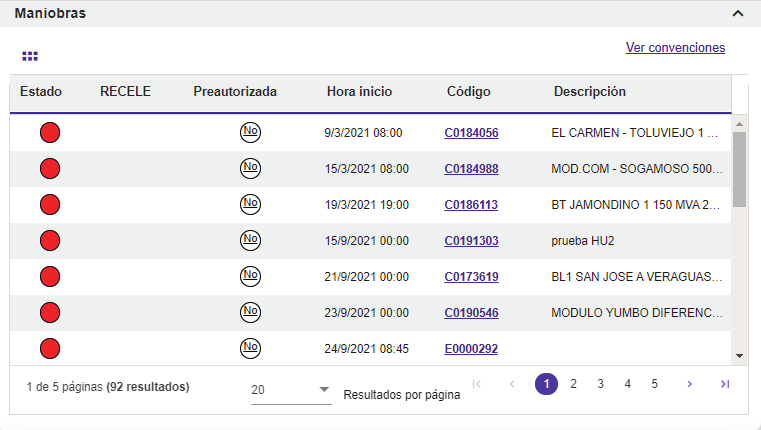 Maniobras
Ver convenciones
Estado RECELE Preautorizada Hora inicio Código Descripción
No 9/3/2021 08:00 C0184056 EL CARMEN - TOLUVIEJO 1 ...
No 15/3/2021 08:00 C0184988 MOD.COM - SOGAMOSO 500...
No 19/3/2021 19:00 C0186113 BT JAMONDINO 1 150 MVA 2...
No 15/9/2021 00:00 C0191303 prueba HU2
No 21/9/2021 00:00 C0173619 BL1 SAN JOSE A VERAGUAS...
No 23/9/2021 00:00 C0190546 MODULO YUMBO DIFERENC...
No 24/9/2021 08:45 E0000292
1 de 5 páginas (92 resultados) 20 Resultados por página 1 2 3 4 5